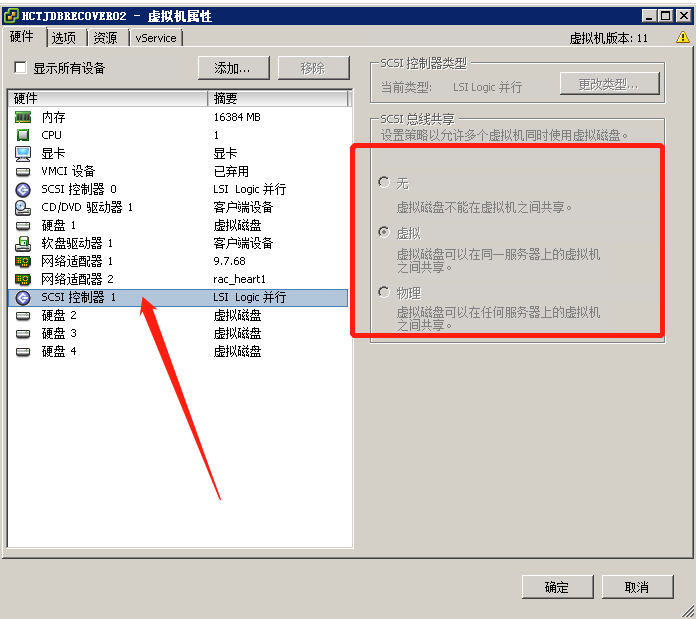 HCTJDBRECOVER02 - 虚拟机属性
硬件 选项 资源 vService
虚拟机版本: 11
显示所有设备
添加... 移除
硬件 摘要
内存 16384 MB
CPU 1
显卡 显卡
VMCI 设备 已弃用
SCSI 控制器 0 LSI Logic 并行
CD/DVD 驱动器 1 客户端设备
硬盘 1 虚拟磁盘
软盘驱动器 1 客户端设备
网络适配器 1 9.7.68
网络适配器 2 rac_heart1
SCSI 控制器 1 LSI Logic 并行
硬盘 2 虚拟磁盘
硬盘 3 虚拟磁盘
硬盘 4 虚拟磁盘
SCSI 控制器类型
当前类型: LSI Logic 并行 更改类型...
SCSI 总线共享
设置策略以允许多个虚拟机同时使用虚拟磁盘。
无
虚拟磁盘不能在虚拟机之间共享。
虚拟
虚拟磁盘可以在同一服务器上的虚拟机
之间共享。
物理
虚拟磁盘可以在任何服务器上的虚拟机
之间共享。
确定 取消